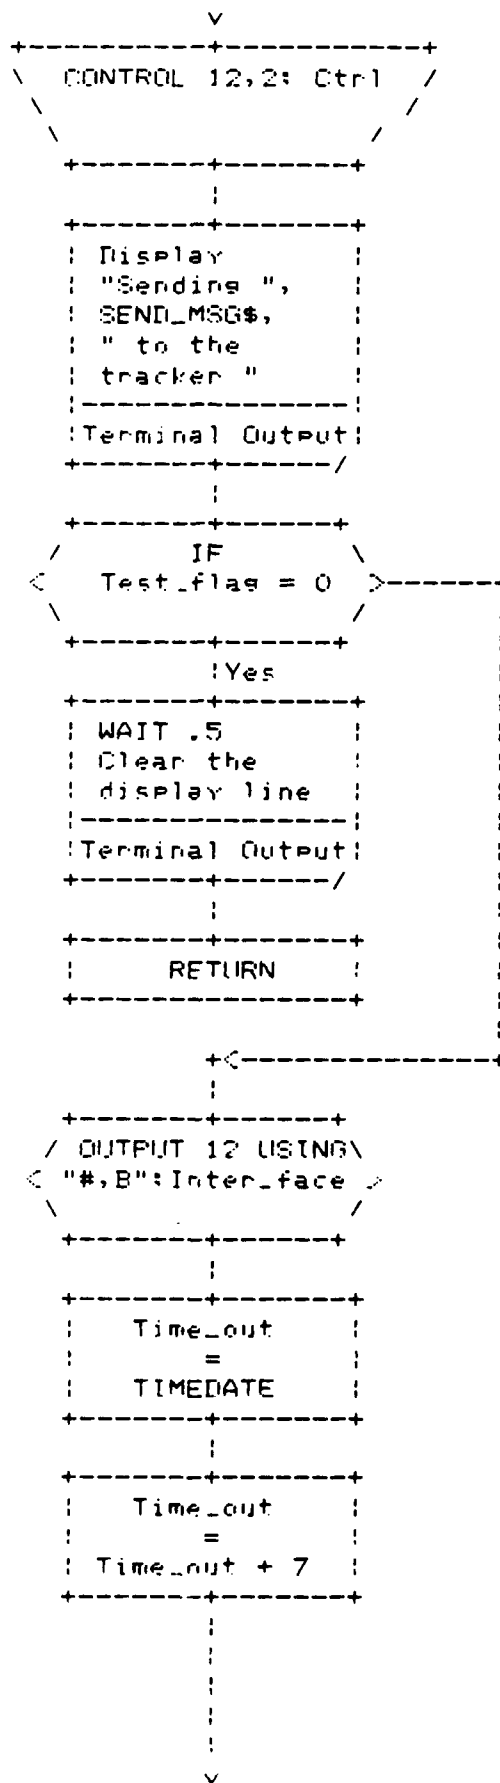 CONTROL 12,2; Ctrl
Display
"Sending ",
SEND_MSG$,
" to the
tracker "
Terminal Output
IF
Test_flag = 0
Yes
WAIT .5
Clear the
display line
Terminal Output
RETURN
OUTPUT 12 USING
"#,B";Inter_face
Time_out
=
TIMEDATE
Time_out
=
Time_out + 7